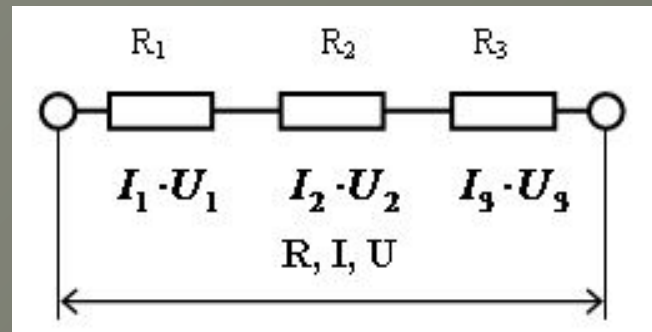 R₁ R₂ R₃
I₁·U₁ I₂·U₂ I₃·U₃
R, I, U